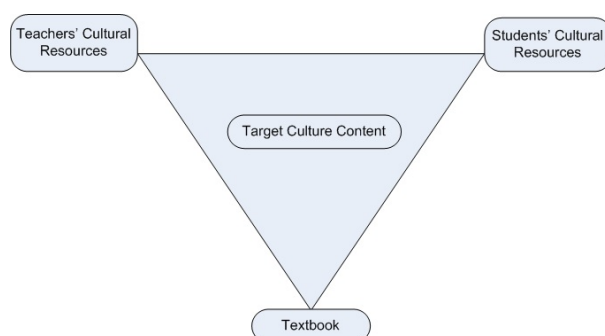 Teachers' Cultural
Resources
Students' Cultural
Resources
Target Culture Content
Textbook